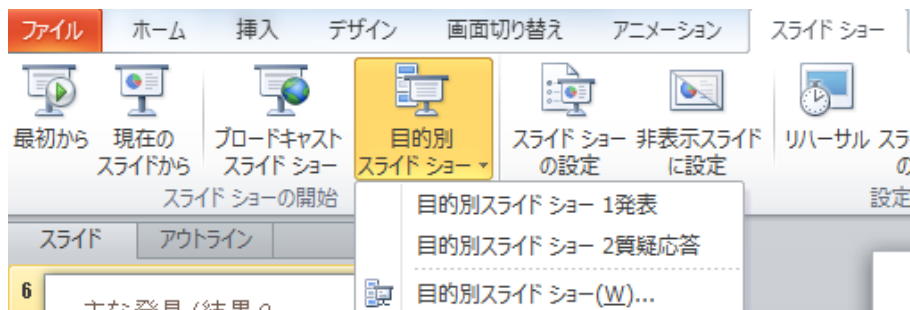 ファイル ホーム 挿入 デザイン 画面切り替え アニメーション スライド ショー
最初から 現在の ブロードキャスト 目的別 スライド ショー 非表示スライド リハーサル
スライドから スライド ショー スライド ショー の設定 に設定
スライド ショーの開始 設定
目的別スライド ショー 1発表
スライド アウトライン
目的別スライド ショー 2質疑応答
6
目的別スライド ショー(W)...